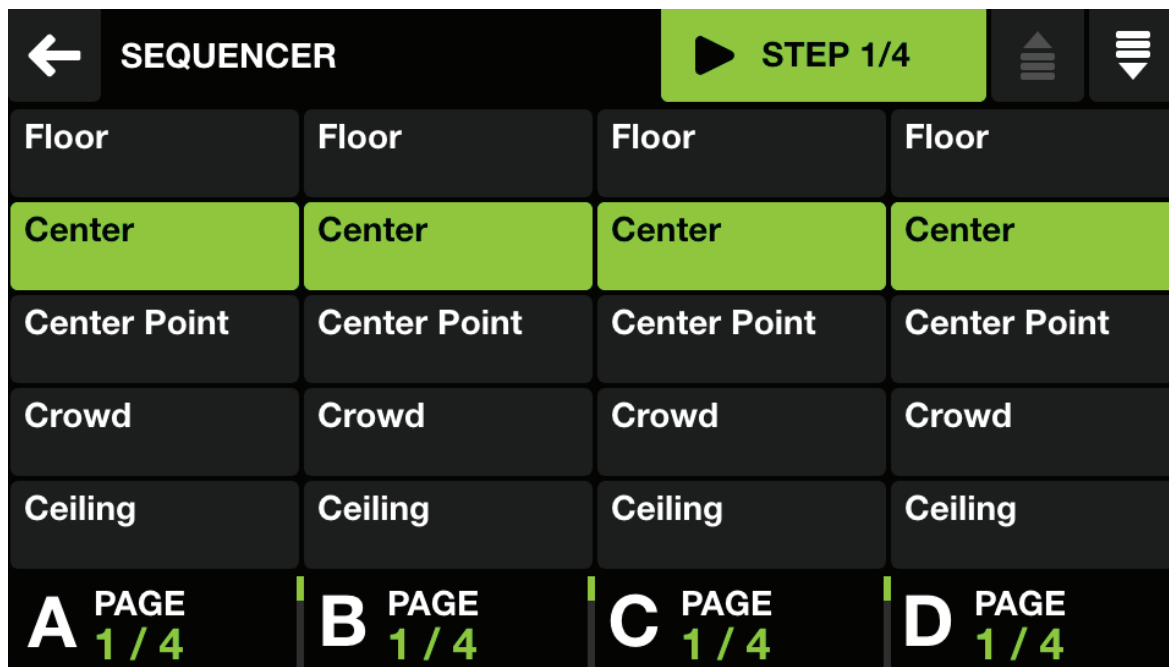 SEQUENCER STEP 1/4
Floor Floor Floor Floor
Center Center Center Center
Center Point Center Point Center Point Center Point
Crowd Crowd Crowd Crowd
Ceiling Ceiling Ceiling Ceiling
A PAGE 1 / 4 B PAGE 1 / 4 C PAGE 1 / 4 D PAGE 1 / 4